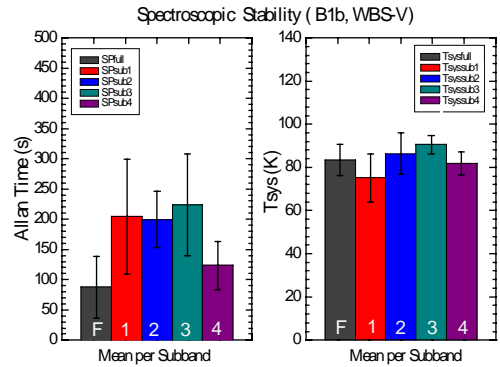 Spectroscopic Stability ( B1b, WBS-V)
500
450
400
350
300
250
200
150
100
50
0
Allan Time (s)
SPfull
SPsub1
SPsub2
SPsub3
SPsub4
F 1 2 3 4
Mean per Subband
140
120
100
80
60
40
20
0
Tsys (K)
Tsysfull
Tsyssub1
Tsyssub2
Tsyssub3
Tsyssub4
F 1 2 3 4
Mean per Subband